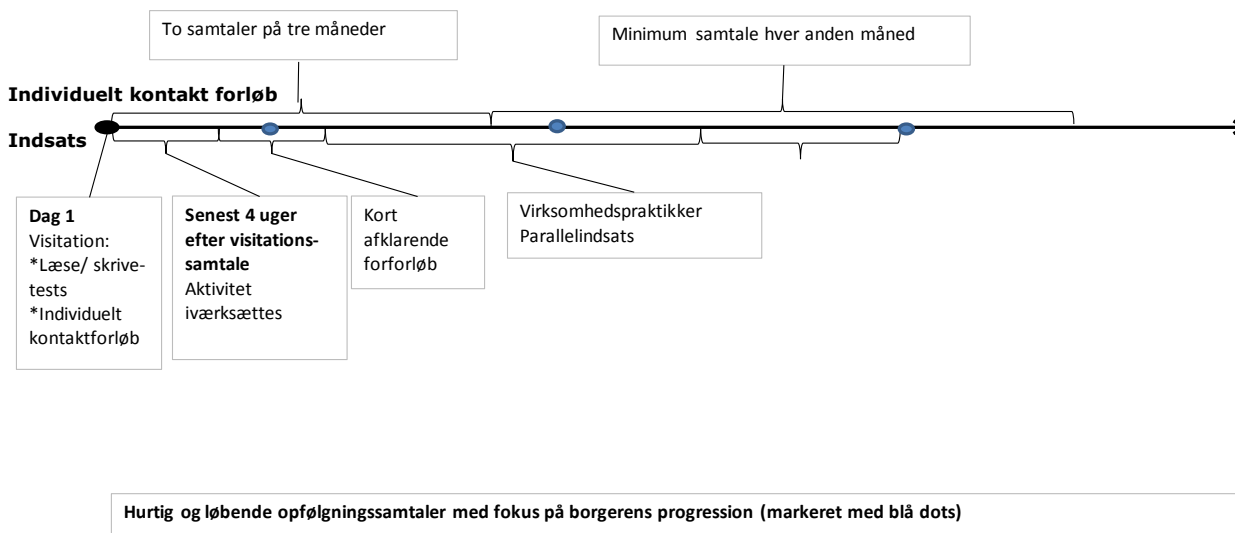 To samtaler på tre måneder
Minimum samtale hver anden måned
Individuelt kontakt forløb
Indsats
Dag 1
Visitation:
*Læse/ skrive-
tests
*Individuelt
kontaktforløb
Senest 4 uger
efter visitations-
samtale
Aktivitet
iværksættes
Kort
afklarende
forforløb
Virksomhedspraktikker
Parallelindsats
Hurtig og løbende opfølgningssamtaler med fokus på borgerens progression (markeret med blå dots)